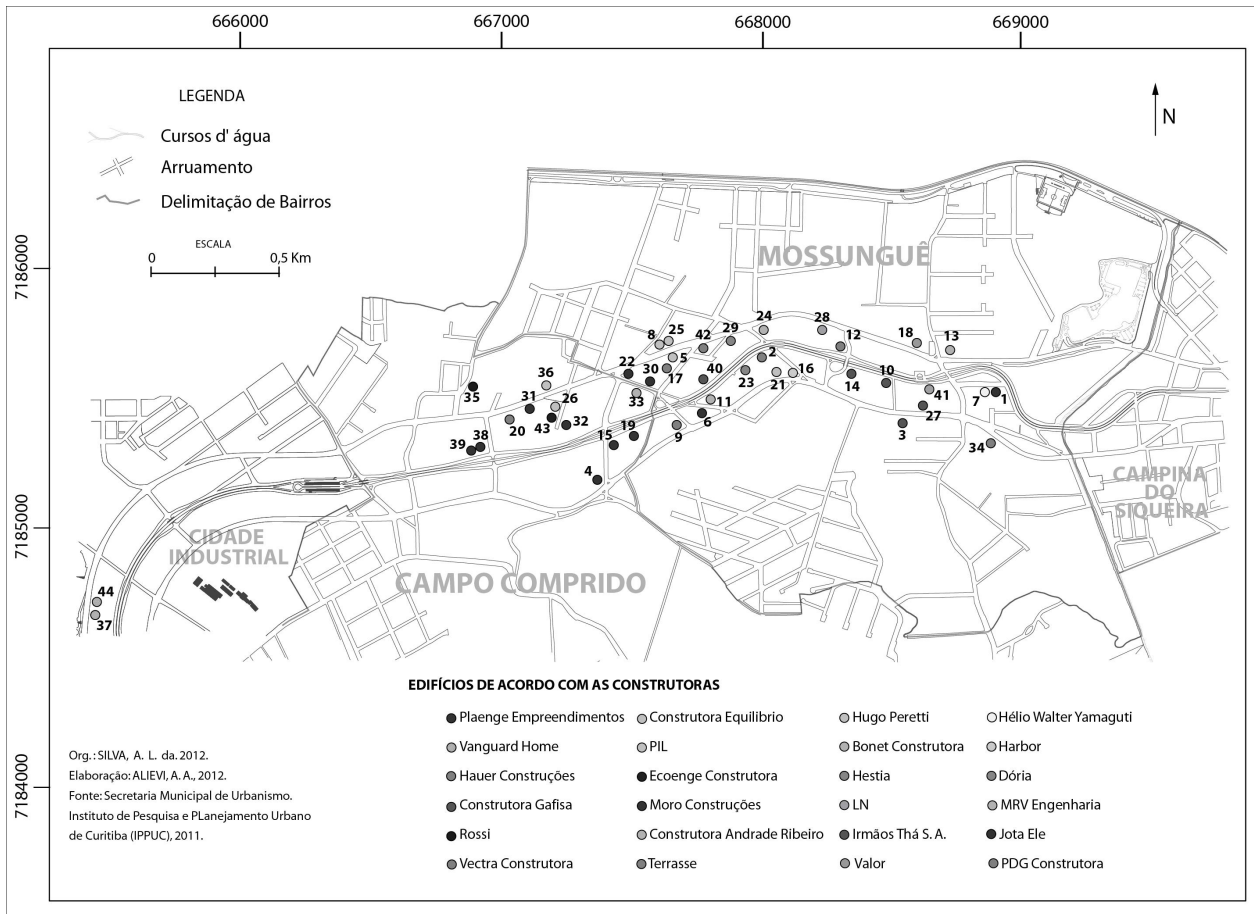 666000 667000 668000 669000
N
LEGENDA
Cursos d' água
Arruamento
Delimitação de Bairros
ESCALA
0 0,5 Km
7186000
7185000
7184000
MOSSUNGUÊ
CAMPINA
DO
SIQUEIRA
CIDADE
INDUSTRIAL
CAMPO COMPRIDO
24 28
8 25 42 29 12 18 13
22 30 5 40 2
36 17 23 21 16 14 10
35 31 26 33 11 41 7 1
20 43 32 6 27
39 38 15 19 9 3 34
4
44
37
EDIFÍCIOS DE ACORDO COM AS CONSTRUTORAS
Plaenge Empreendimentos Construtora Equilibrio Hugo Peretti Hélio Walter Yamaguti
Vanguard Home PIL Bonet Construtora Harbor
Hauer Construções Ecoenge Construtora Hestia Dória
Construtora Gafisa Moro Construções LN MRV Engenharia
Rossi Construtora Andrade Ribeiro Irmãos Thá S. A. Jota Ele
Vectra Construtora Terrasse Valor PDG Construtora
Org.: SILVA, A. L. da. 2012.
Elaboração: ALIEVI, A. A., 2012.
Fonte: Secretaria Municipal de Urbanismo.
Instituto de Pesquisa e PLanejamento Urbano
de Curitiba (IPPUC), 2011.